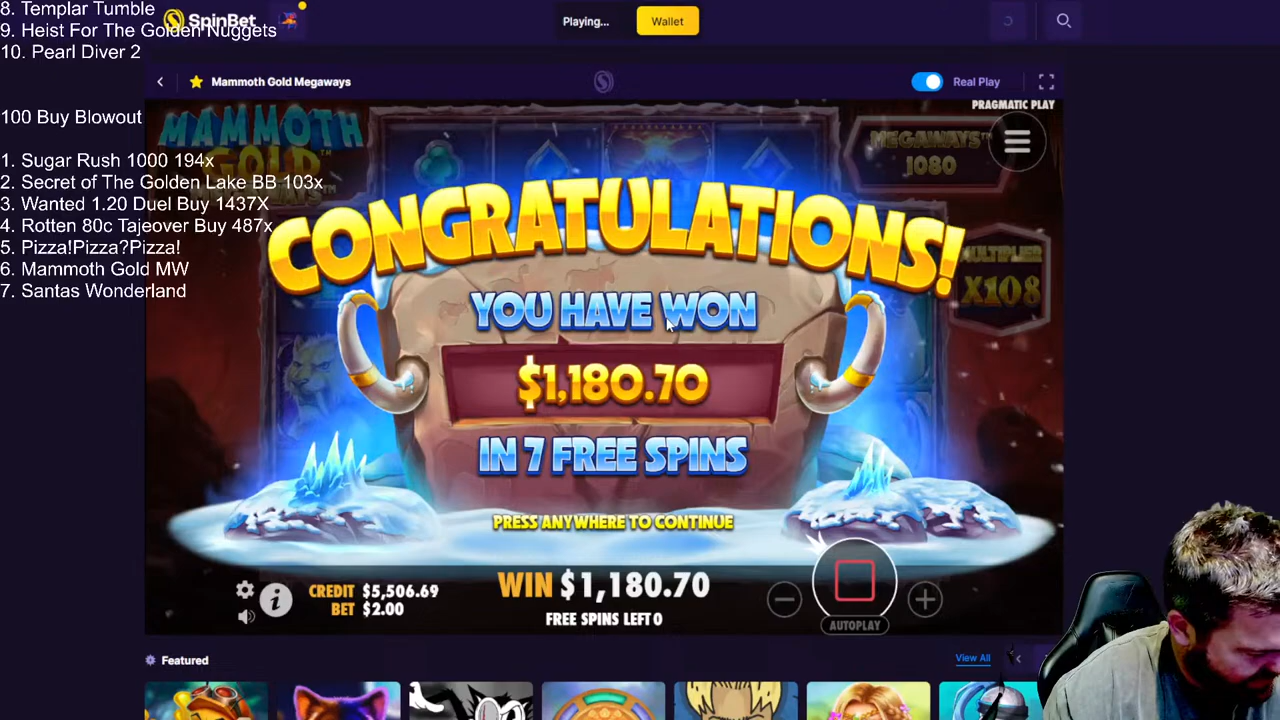 8. Templar Tumble
9. Heist For The Golden Nuggets
10. Pearl Diver 2
100 Buy Blowout
1. Sugar Rush 1000 194x
2. Secret of The Golden Lake BB 103x
3. Wanted 1.20 Duel Buy 1437X
4. Rotten 80c Tajeover Buy 487x
5. Pizza!Pizza?Pizza!
6. Mammoth Gold MW
7. Santas Wonderland
SpinBet
Playing...
Wallet
Mammoth Gold Megaways
Real Play
PRAGMATIC PLAY
MAMMOTH
GOLD
MEGAWAYS™
1080
MULTIPLIER
X108
CONGRATULATIONS!
YOU HAVE WON
$1,180.70
IN 7 FREE SPINS
PRESS ANYWHERE TO CONTINUE
CREDIT $5,506.69
BET $2.00
WIN $1,180.70
FREE SPINS LEFT 0
AUTOPLAY
Featured
View All